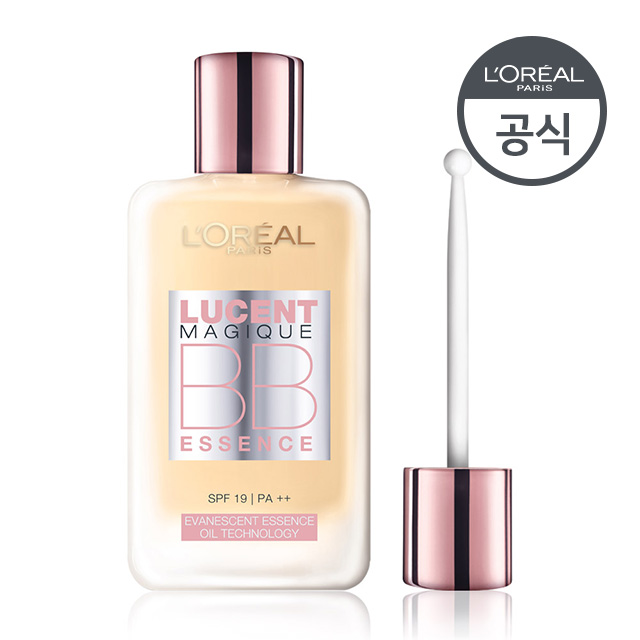 L'ORÉAL
PARIS
공식
L'ORÉAL
PARIS
LUCENT
MAGIQUE
BB
ESSENCE
SPF 19 | PA ++
EVANESCENT ESSENCE
OIL TECHNOLOGY